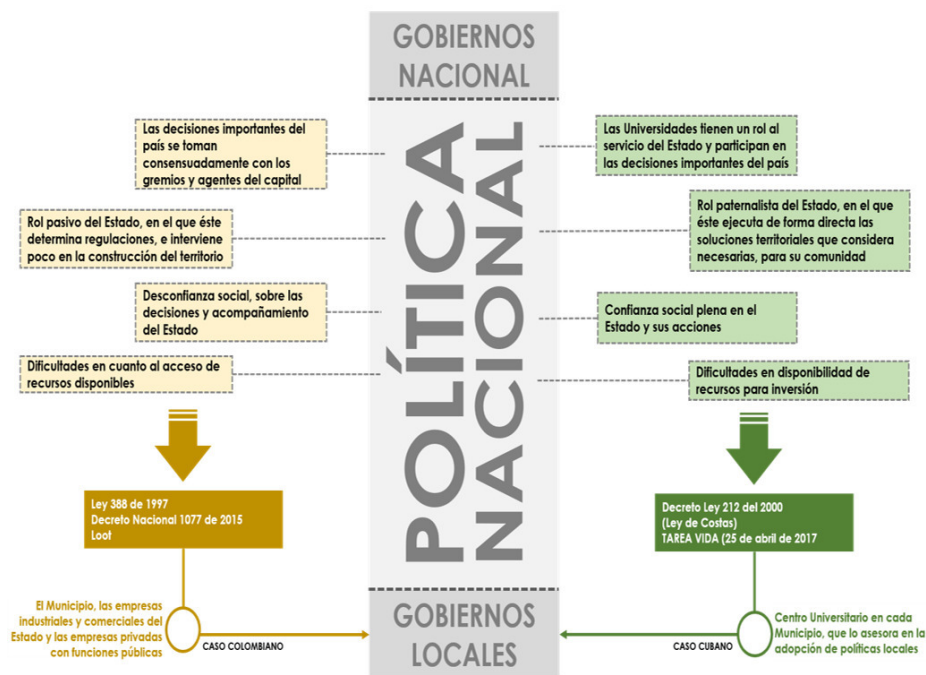 GOBIERNOS
NACIONAL
POLÍTICA
NACIONAL
Las decisiones importantes del
país se toman
consensuadamente con los
gremios y agentes del capital
Rol pasivo del Estado, en el que éste
determina regulaciones, e interviene
poco en la construcción del territorio
Desconfianza social, sobre las
decisiones y acompañamiento
del Estado
Dificultades en cuanto al acceso de
recursos disponibles
Ley 388 de 1997
Decreto Nacional 1077 de 2015
Loot
El Municipio, las empresas
industriales y comerciales del
Estado y las empresas privadas
con funciones públicas
CASO COLOMBIANO
Las Universidades tienen un rol al
servicio del Estado y participan en
las decisiones importantes del país
Rol paternalista del Estado, en el que
éste ejecuta de forma directa las
soluciones territoriales que considera
necesarias, para su comunidad
Confianza social plena en el
Estado y sus acciones
Dificultades en disponibilidad de
recursos para inversión
Decreto Ley 212 del 2000
(Ley de Costas)
TAREA VIDA (25 de abril de 2017
Centro Universitario en cada
Municipio, que lo asesora en la
adopción de políticas locales
CASO CUBANO
GOBIERNOS
LOCALES